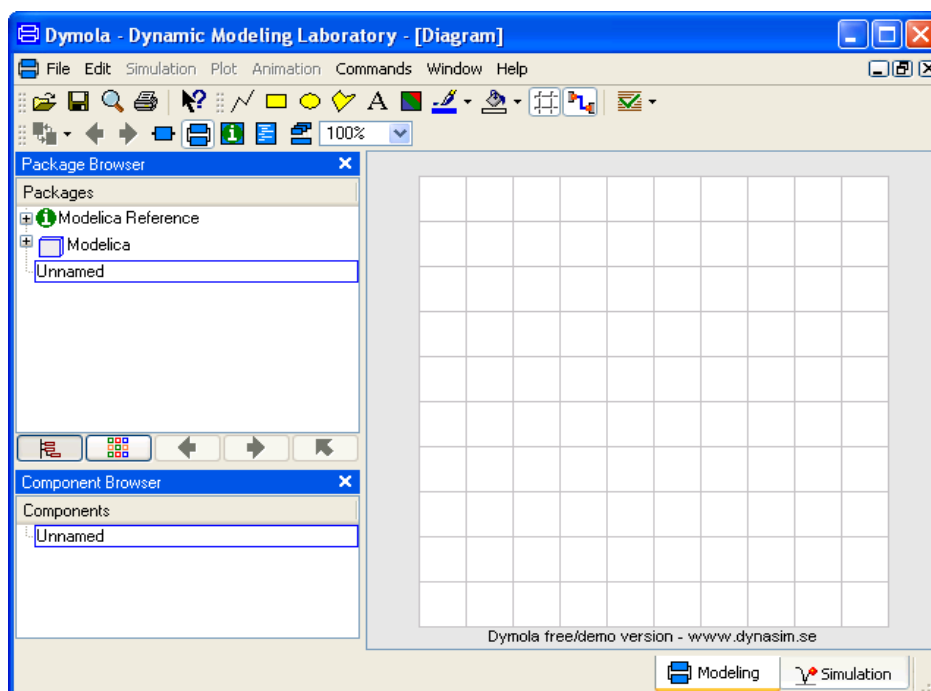 Dymola - Dynamic Modeling Laboratory - [Diagram]
File Edit Simulation Plot Animation Commands Window Help
A
100%
Package Browser
Packages
Modelica Reference
Modelica
Unnamed
Component Browser
Components
Unnamed
Dymola free/demo version - www.dynasim.se
Modeling Simulation